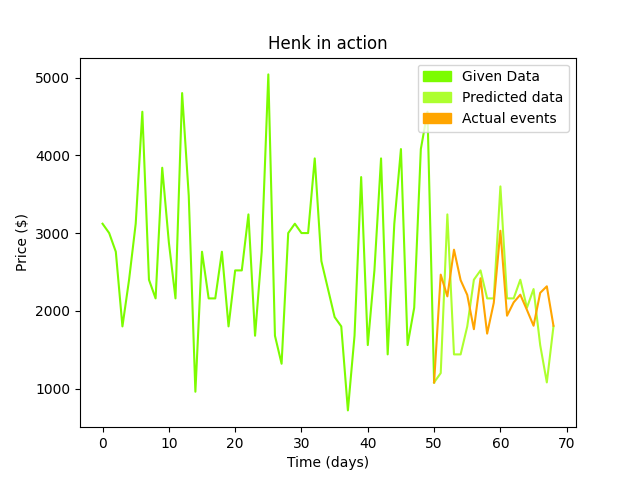 Henk in action
Given Data
Predicted data
Actual events
Price ($)
5000
4000
3000
2000
1000
0 10 20 30 40 50 60 70
Time (days)